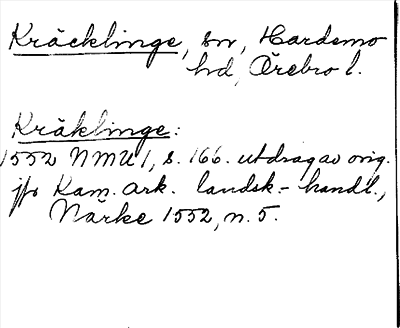 Kräcklinge, sn, Hardemo
hd, Örebro l.
Kräklinge:
1552 NMU 1, s. 166. utdrag av orig.
jfr Kam. ark. landsk.-handl.,
Närke 1552, n. 5.